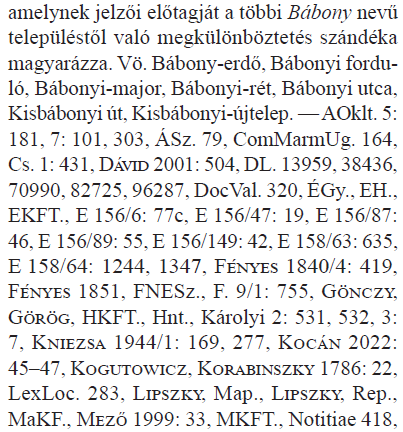 amelynek jelzői előtagját a többi Bábony nevű
településtől való megkülönböztetés szándéka
magyarázza. Vö. Bábony-erdő, Bábonyi fordu-
ló, Bábonyi-major, Bábonyi-rét, Bábonyi utca,
Kisbábonyi út, Kisbábonyi-újtelep. — AOklt. 5:
181, 7: 101, 303, ÁSz. 79, ComMarmUg. 164,
Cs. 1: 431, DÁVID 2001: 504, DL. 13959, 38436,
70990, 82725, 96287, DocVal. 320, ÉGy., EH.,
EKFT., E 156/6: 77c, E 156/47: 19, E 156/87:
46, E 156/89: 55, E 156/149: 42, E 158/63: 635,
E 158/64: 1244, 1347, FÉNYES 1840/4: 419,
FÉNYES 1851, FNESz., F. 9/1: 755, GÖNCZY,
GÖRÖG, HKFT., Hnt., Károlyi 2: 531, 532, 3:
7, KNIEZSA 1944/1: 169, 277, KOCÁN 2022:
45–47, KOGUTOWICZ, KORABINSZKY 1786: 22,
LexLoc. 283, LIPSZKY, Map., LIPSZKY, Rep.,
MaKF., MEZŐ 1999: 33, MKFT., Notitiae 418,